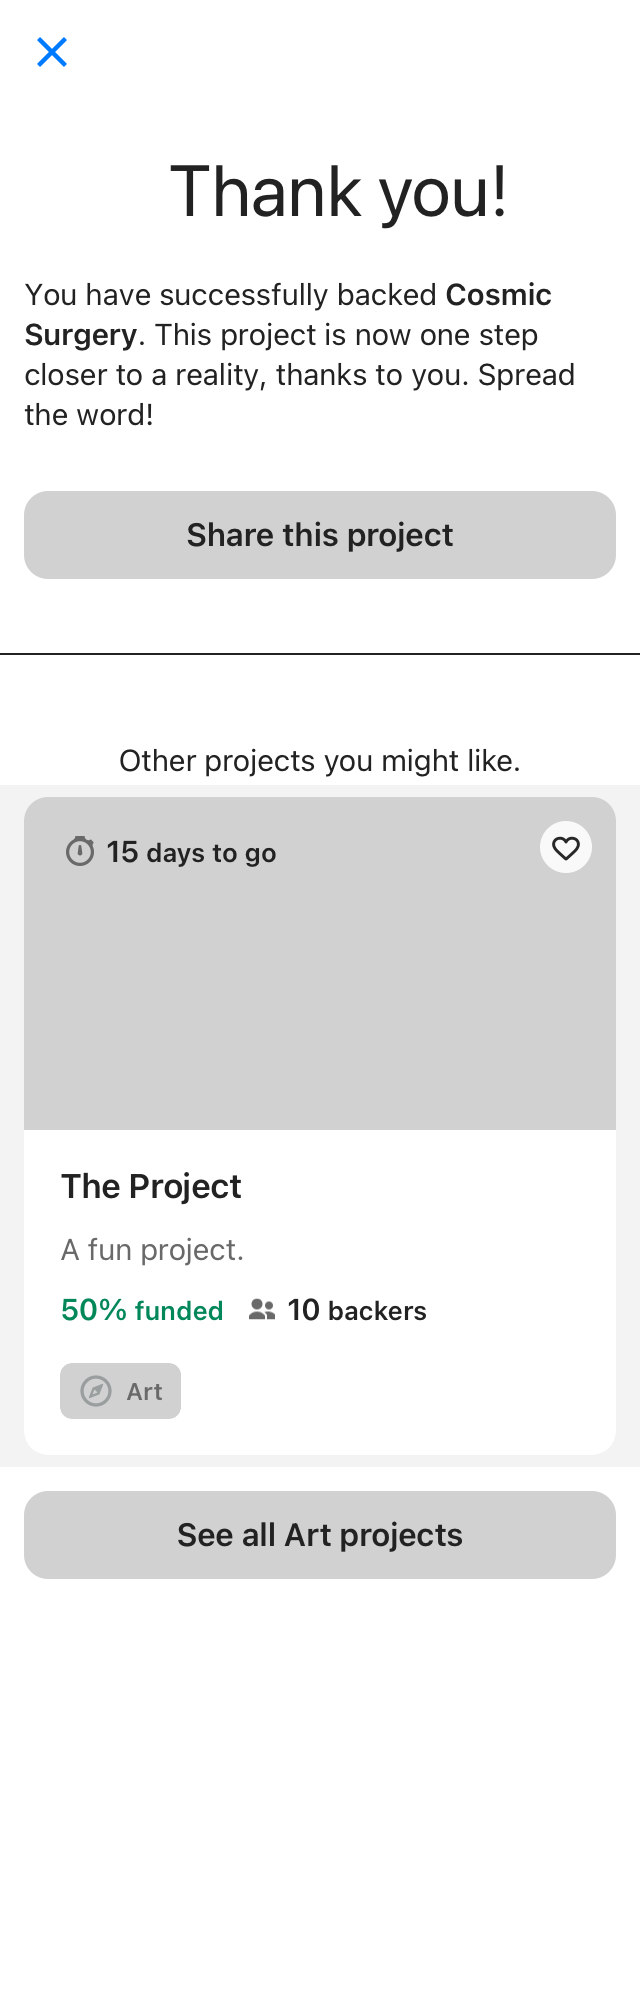 Thank you!
You have successfully backed Cosmic
Surgery. This project is now one step
closer to a reality, thanks to you. Spread
the word!
Share this project
Other projects you might like.
15 days to go
The Project
A fun project.
50% funded 10 backers
Art
See all Art projects